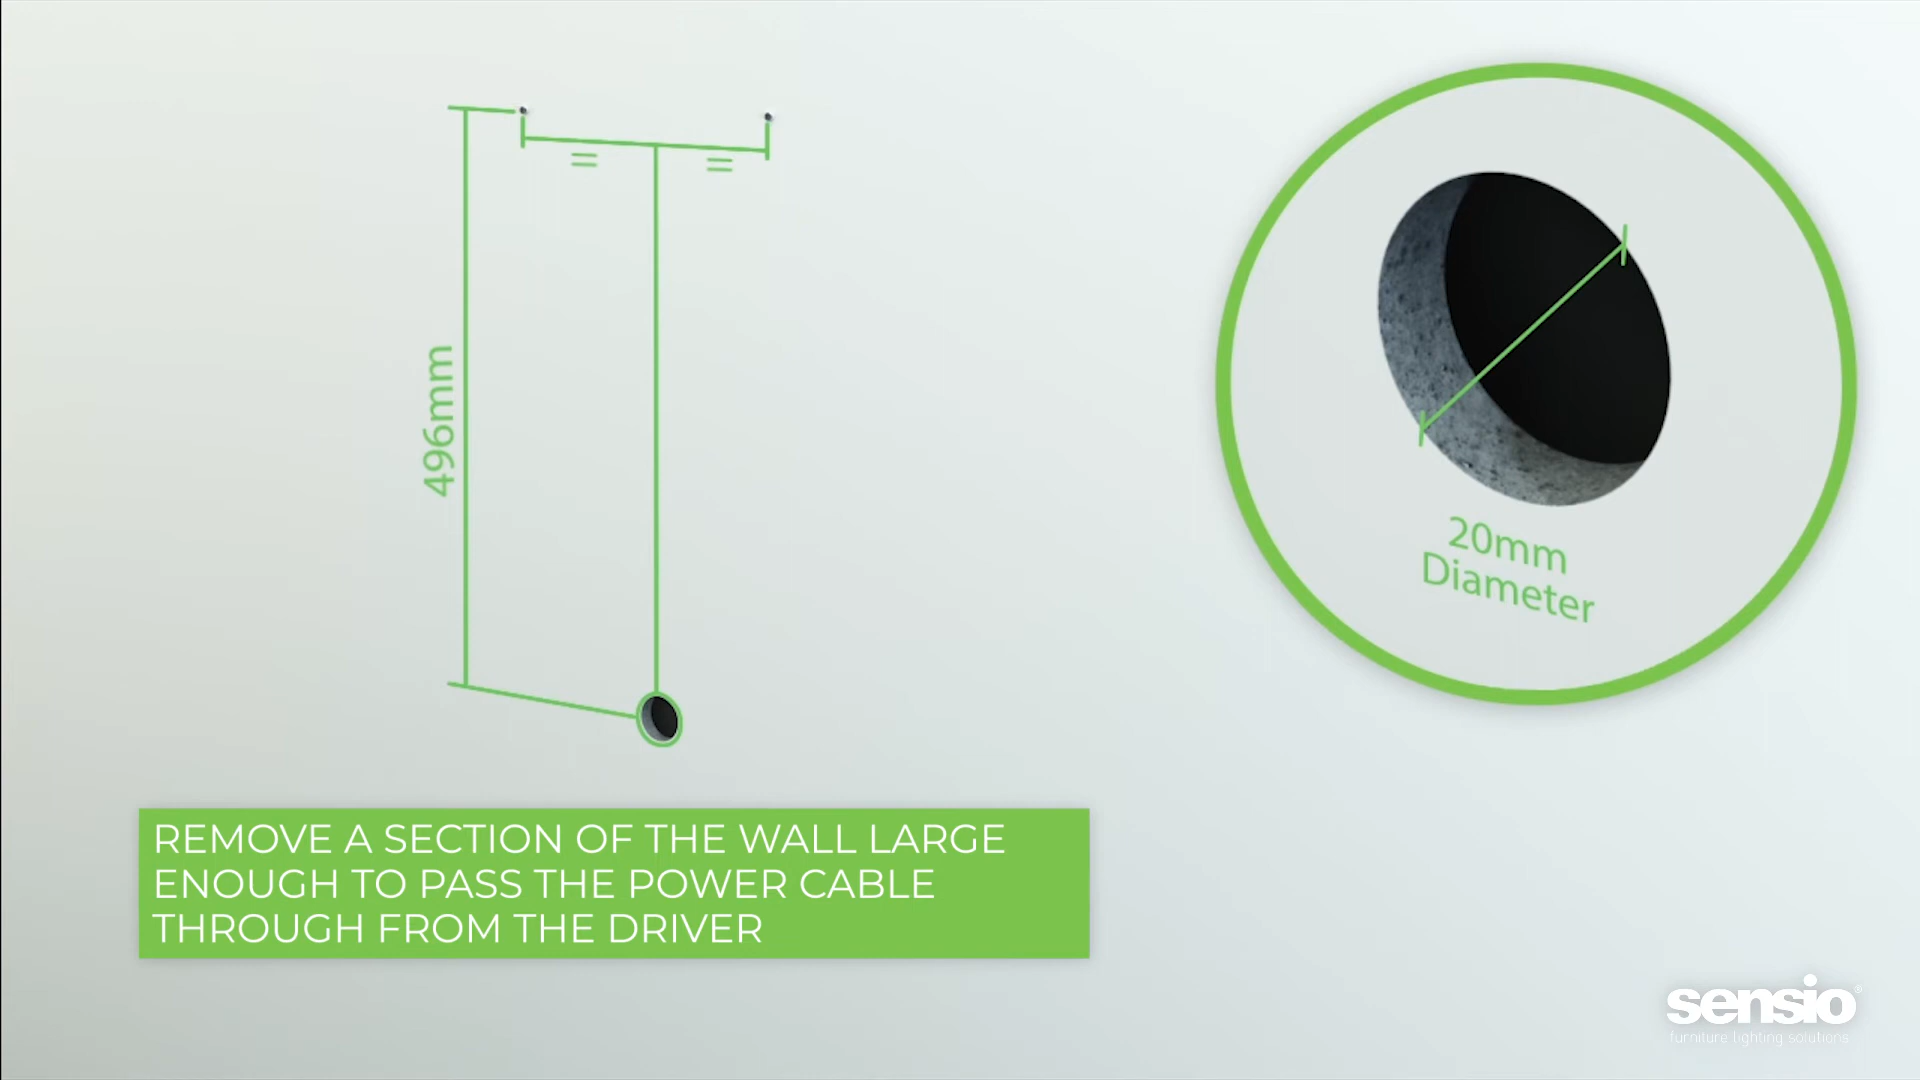 496mm
20mm
Diameter
REMOVE A SECTION OF THE WALL LARGE
ENOUGH TO PASS THE POWER CABLE
THROUGH FROM THE DRIVER
sensio®
furniture lighting solutions